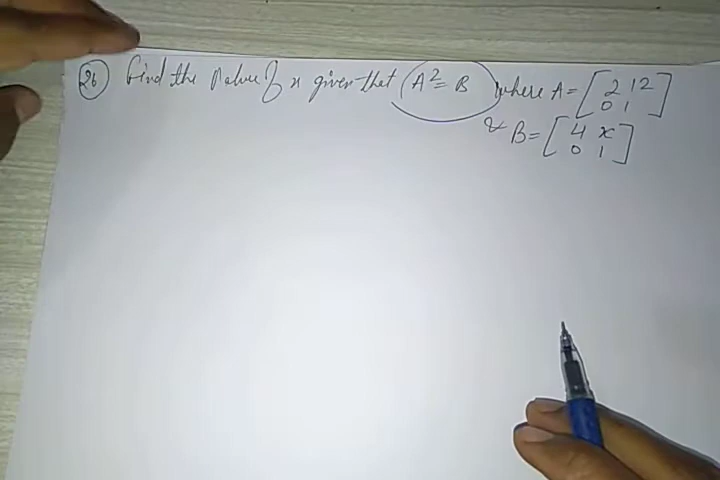 26 Find the value of x given that A² = B where A = [ 2 12
0 1 ]
& B = [ 4 x
0 1 ]